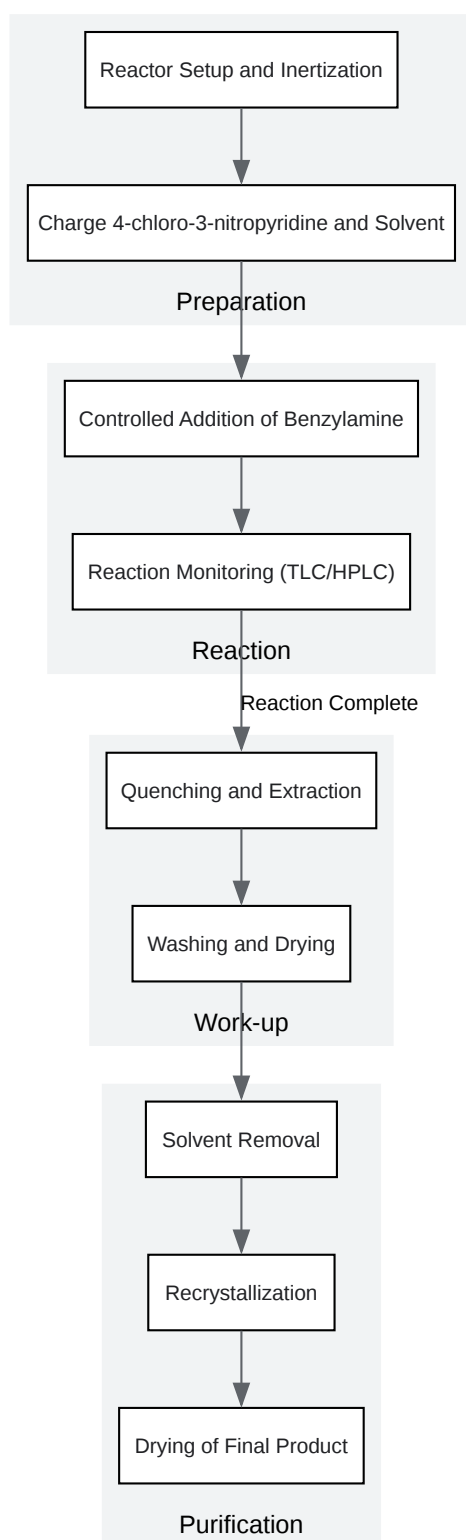 Reactor Setup and Inertization
Charge 4-chloro-3-nitropyridine and Solvent
Preparation
Controlled Addition of Benzylamine
Reaction Monitoring (TLC/HPLC)
Reaction
Reaction Complete
Quenching and Extraction
Washing and Drying
Work-up
Solvent Removal
Recrystallization
Drying of Final Product
Purification